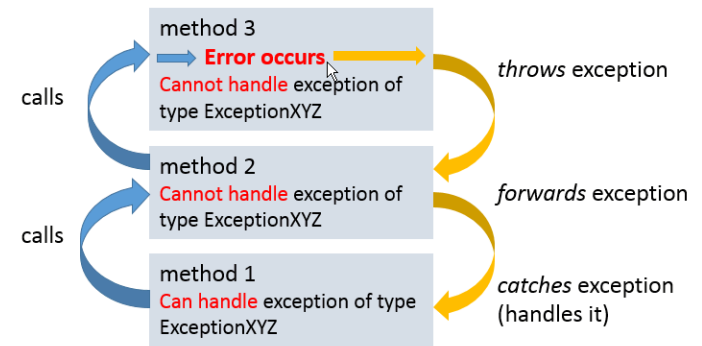 method 3
Error occurs
Cannot handle exception of
type ExceptionXYZ
calls
throws exception
method 2
Cannot handle exception of
type ExceptionXYZ
forwards exception
calls
method 1
Can handle exception of type
ExceptionXYZ
catches exception
(handles it)